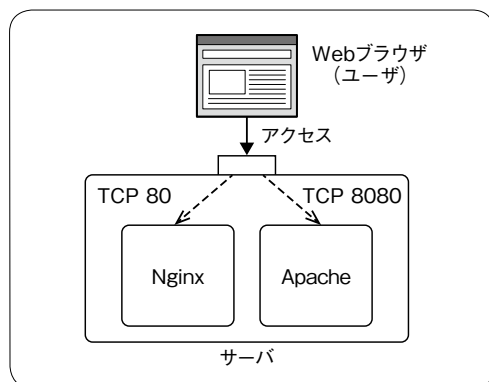 Webブラウザ
(ユーザ)
アクセス
TCP 80
TCP 8080
Nginx
Apache
サーバ